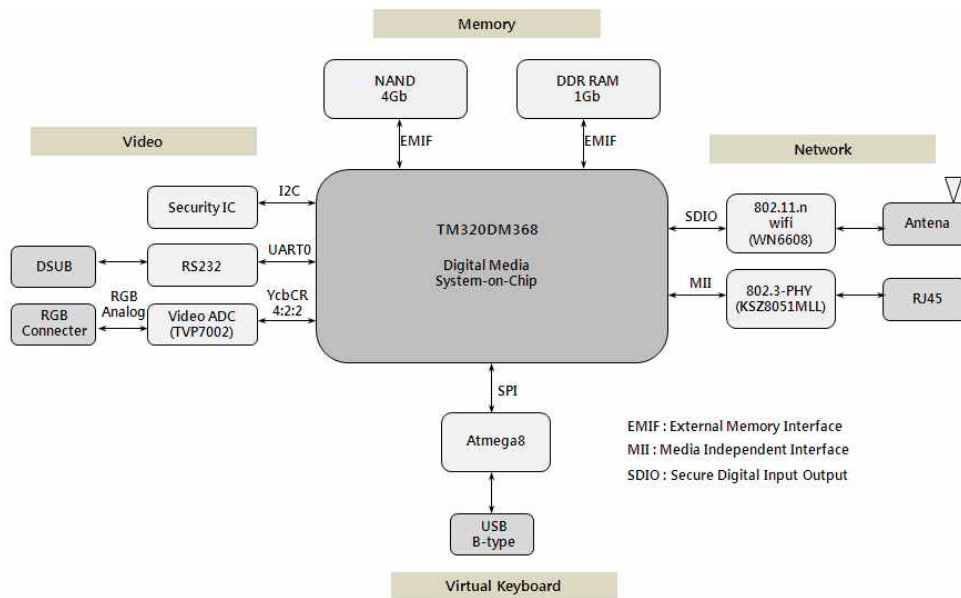 Memory
NAND
4Gb
DDR RAM
1Gb
EMIF
EMIF
Video
Network
Security IC
I2C
DSUB
RS232
UART0
RGB
Connecter
RGB
Analog
Video ADC
(TVP7002)
YcbCR
4:2:2
TM320DM368
Digital Media
System-on-Chip
SDIO
802.11.n
wifi
(WN6608)
Antena
MII
802.3-PHY
(KSZ8051MLL)
RJ45
SPI
Atmega8
USB
B-type
EMIF : External Memory Interface
MII : Media Independent Interface
SDIO : Secure Digital Input Output
Virtual Keyboard